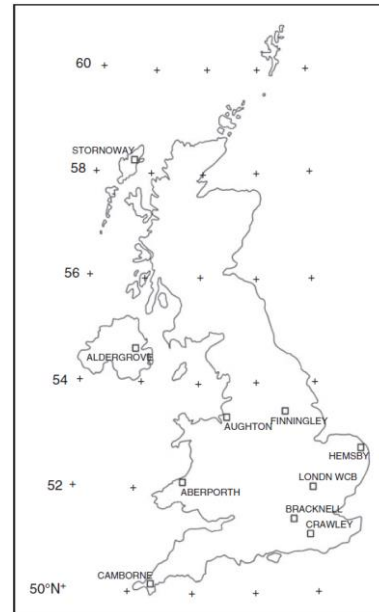 60
STORNOWAY
58
56
ALDERGROVE
54
AUGHTON
FINNINGLEY
HEMSBY
LONDN WCB
52
ABERPORTH
BRACKNELL
CRAWLEY
CAMBORNE
50°N